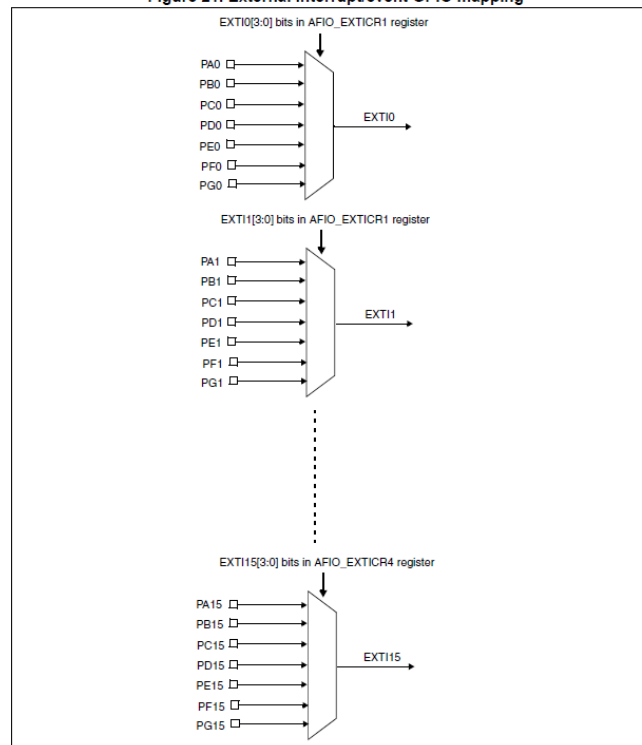 EXTI0[3:0] bits in AFIO_EXTICR1 register
PA0
PB0
PC0
PD0
PE0
PF0
PG0
EXTI0
EXTI1[3:0] bits in AFIO_EXTICR1 register
PA1
PB1
PC1
PD1
PE1
PF1
PG1
EXTI1
EXTI15[3:0] bits in AFIO_EXTICR4 register
PA15
PB15
PC15
PD15
PE15
PF15
PG15
EXTI15